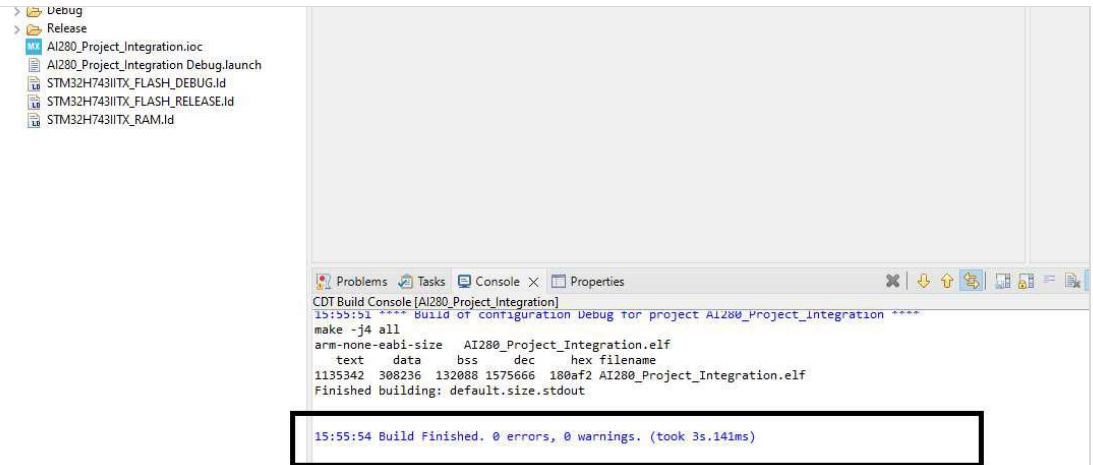 Debug
Release
MX AI280_Project_Integration.ioc
AI280_Project_Integration Debug.launch
STM32H743IITX_FLASH_DEBUG.ld
STM32H743IITX_FLASH_RELEASE.ld
STM32H743IITX_RAM.ld
Problems Tasks Console Properties
CDT Build Console [AI280_Project_Integration]
15:55:51 **** Build of configuration Debug for project AI280_Project_Integration ****
make -j4 all
arm-none-eabi-size AI280_Project_Integration.elf
text data bss dec hex filename
1135342 308236 132088 1575666 180af2 AI280_Project_Integration.elf
Finished building: default.size.stdout
15:55:54 Build Finished. 0 errors, 0 warnings. (took 3s.141ms)